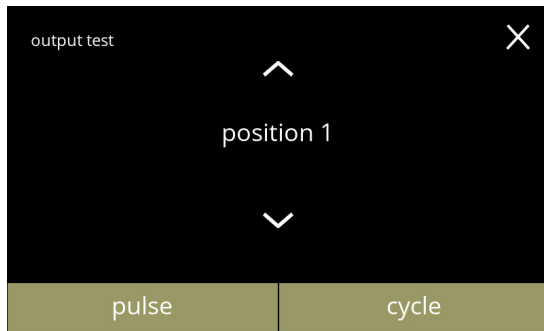 output test
position 1
pulse
cycle